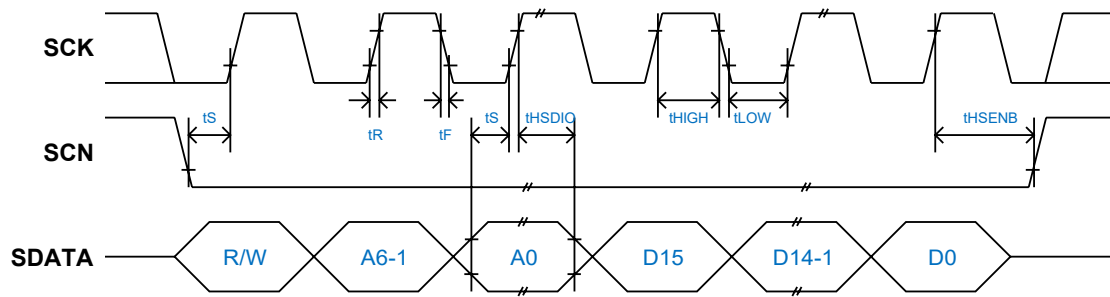 SCK
tS
tR
tF
tS
tHSDIO
tHIGH
tLOW
tHSENB
SCN
SDATA
R/W
A6-1
A0
D15
D14-1
D0